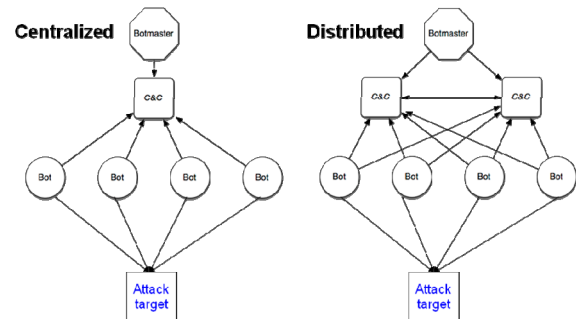 Centralized
Botmaster
C&C
Bot
Bot
Bot
Bot
Attack
target
Distributed
Botmaster
C&C
C&C
Bot
Bot
Bot
Bot
Attack
target